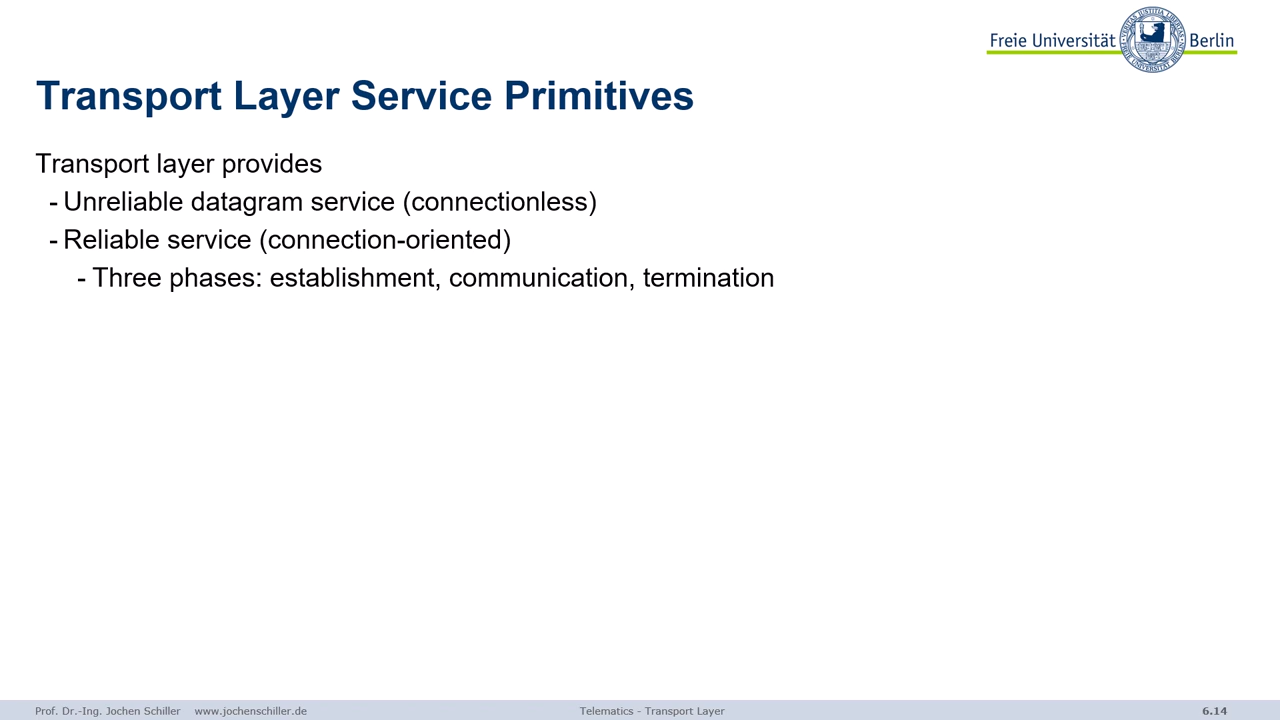 Freie Universität Berlin
Transport Layer Service Primitives
Transport layer provides
- Unreliable datagram service (connectionless)
- Reliable service (connection-oriented)
- Three phases: establishment, communication, termination
Prof. Dr.-Ing. Jochen Schiller www.jochenschiller.de Telematics - Transport Layer 6.14